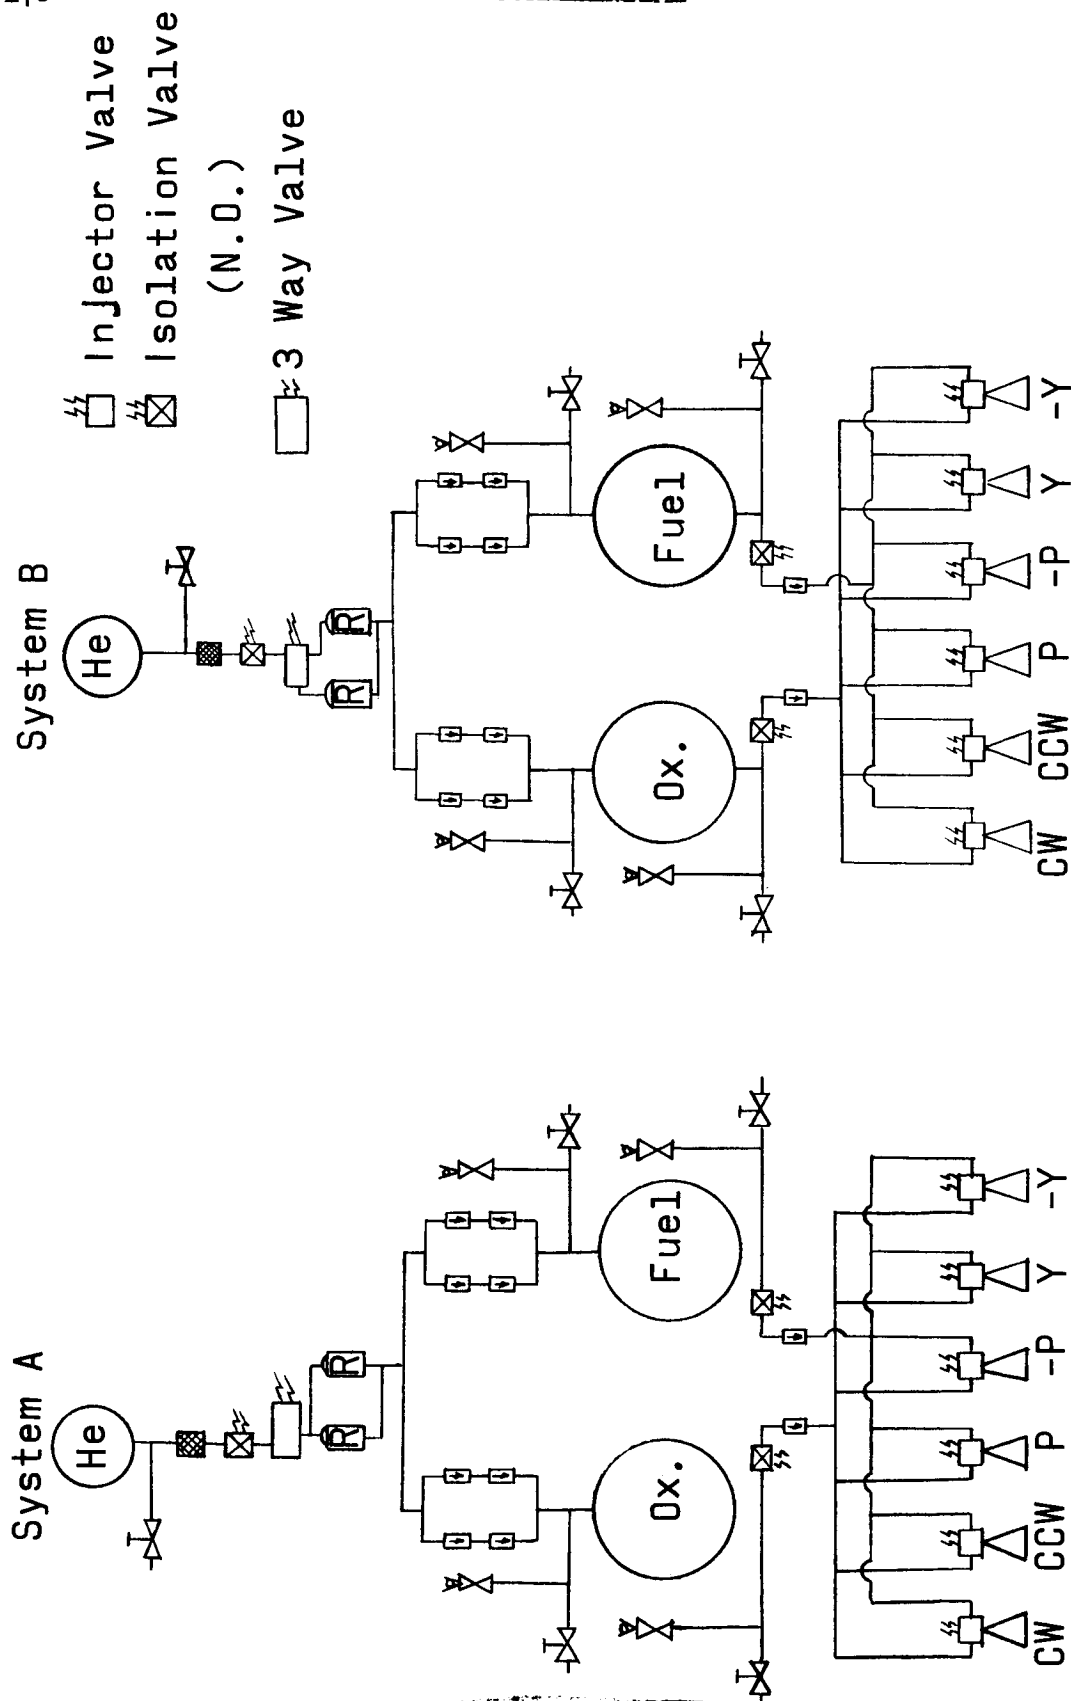 System A
He
R
R
Ox.
Fuel
CW
CCW
P
-P
Y
-Y
System B
He
R
R
Ox.
Fuel
CW
CCW
P
-P
Y
-Y
Injector Valve
Isolation Valve
(N.O.)
3 Way Valve